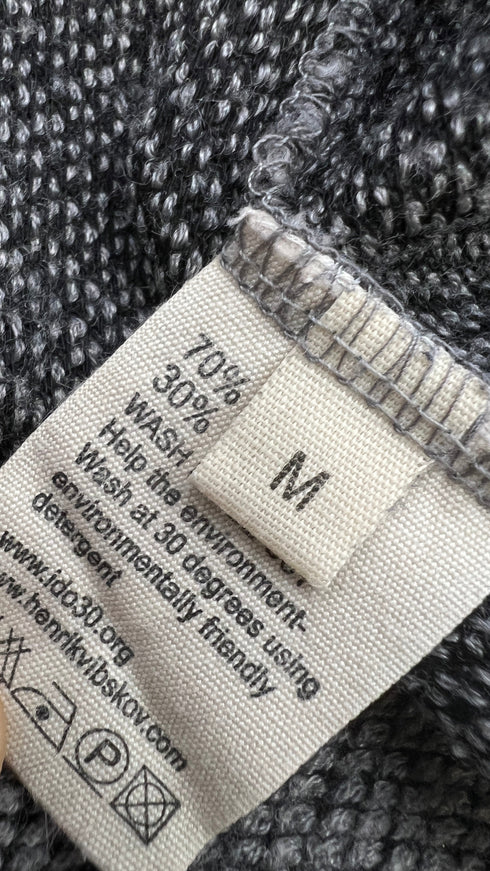 70%
30%
WASH
Help the environment-
Wash at 30 degrees using
environmentally friendly
detergent
www.ido30.org
www.henrikvibskov.com
P
M